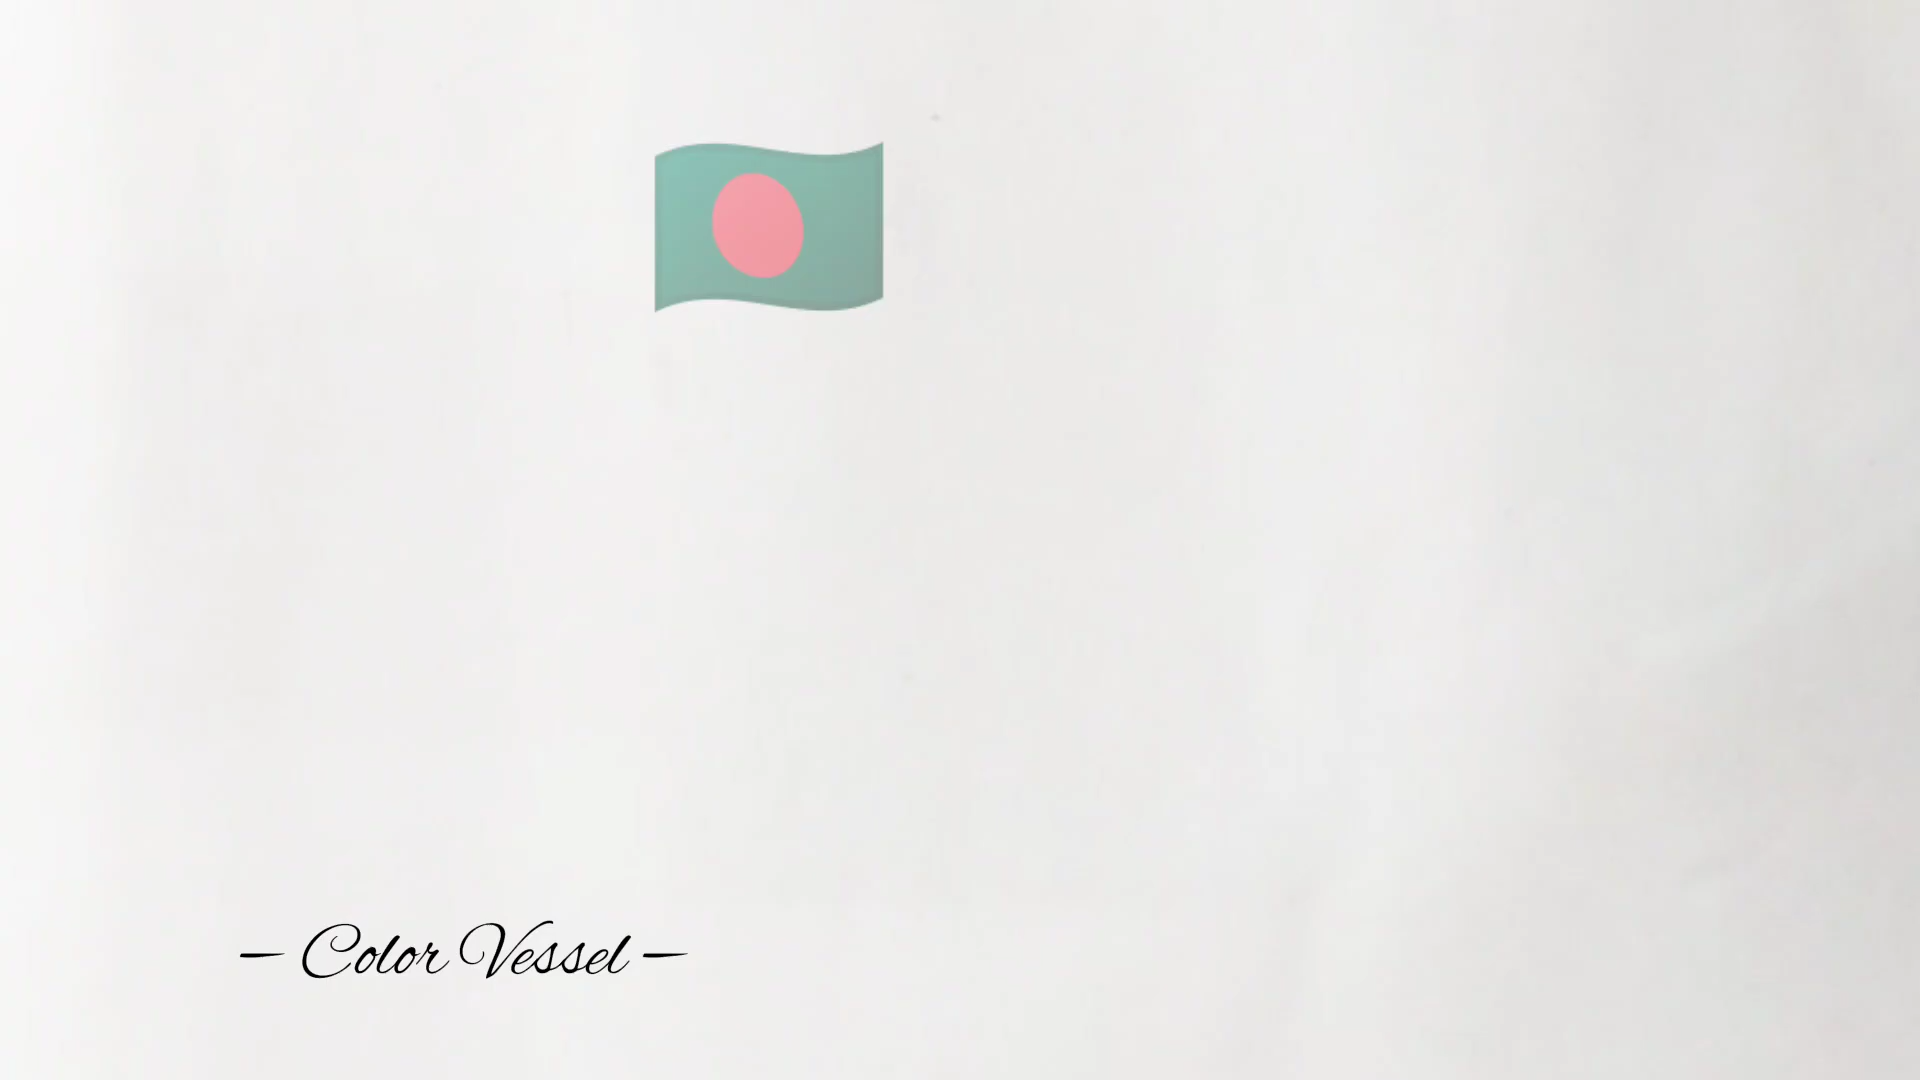 — Color Vessel —